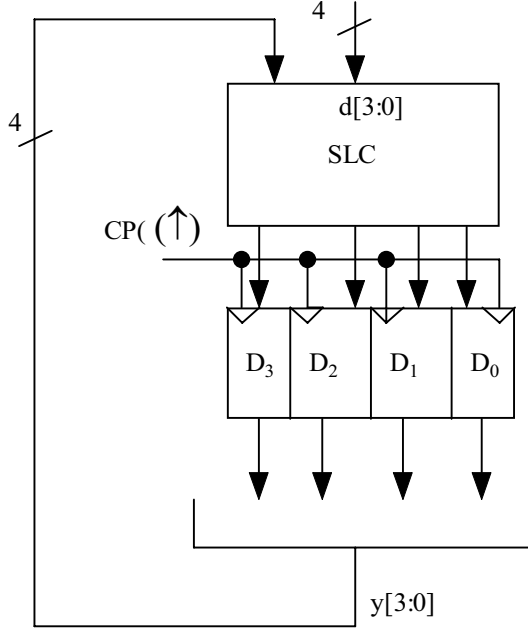 4
d[3:0]
4
SLC
CP( (↑)
D₃ D₂ D₁ D₀
y[3:0]